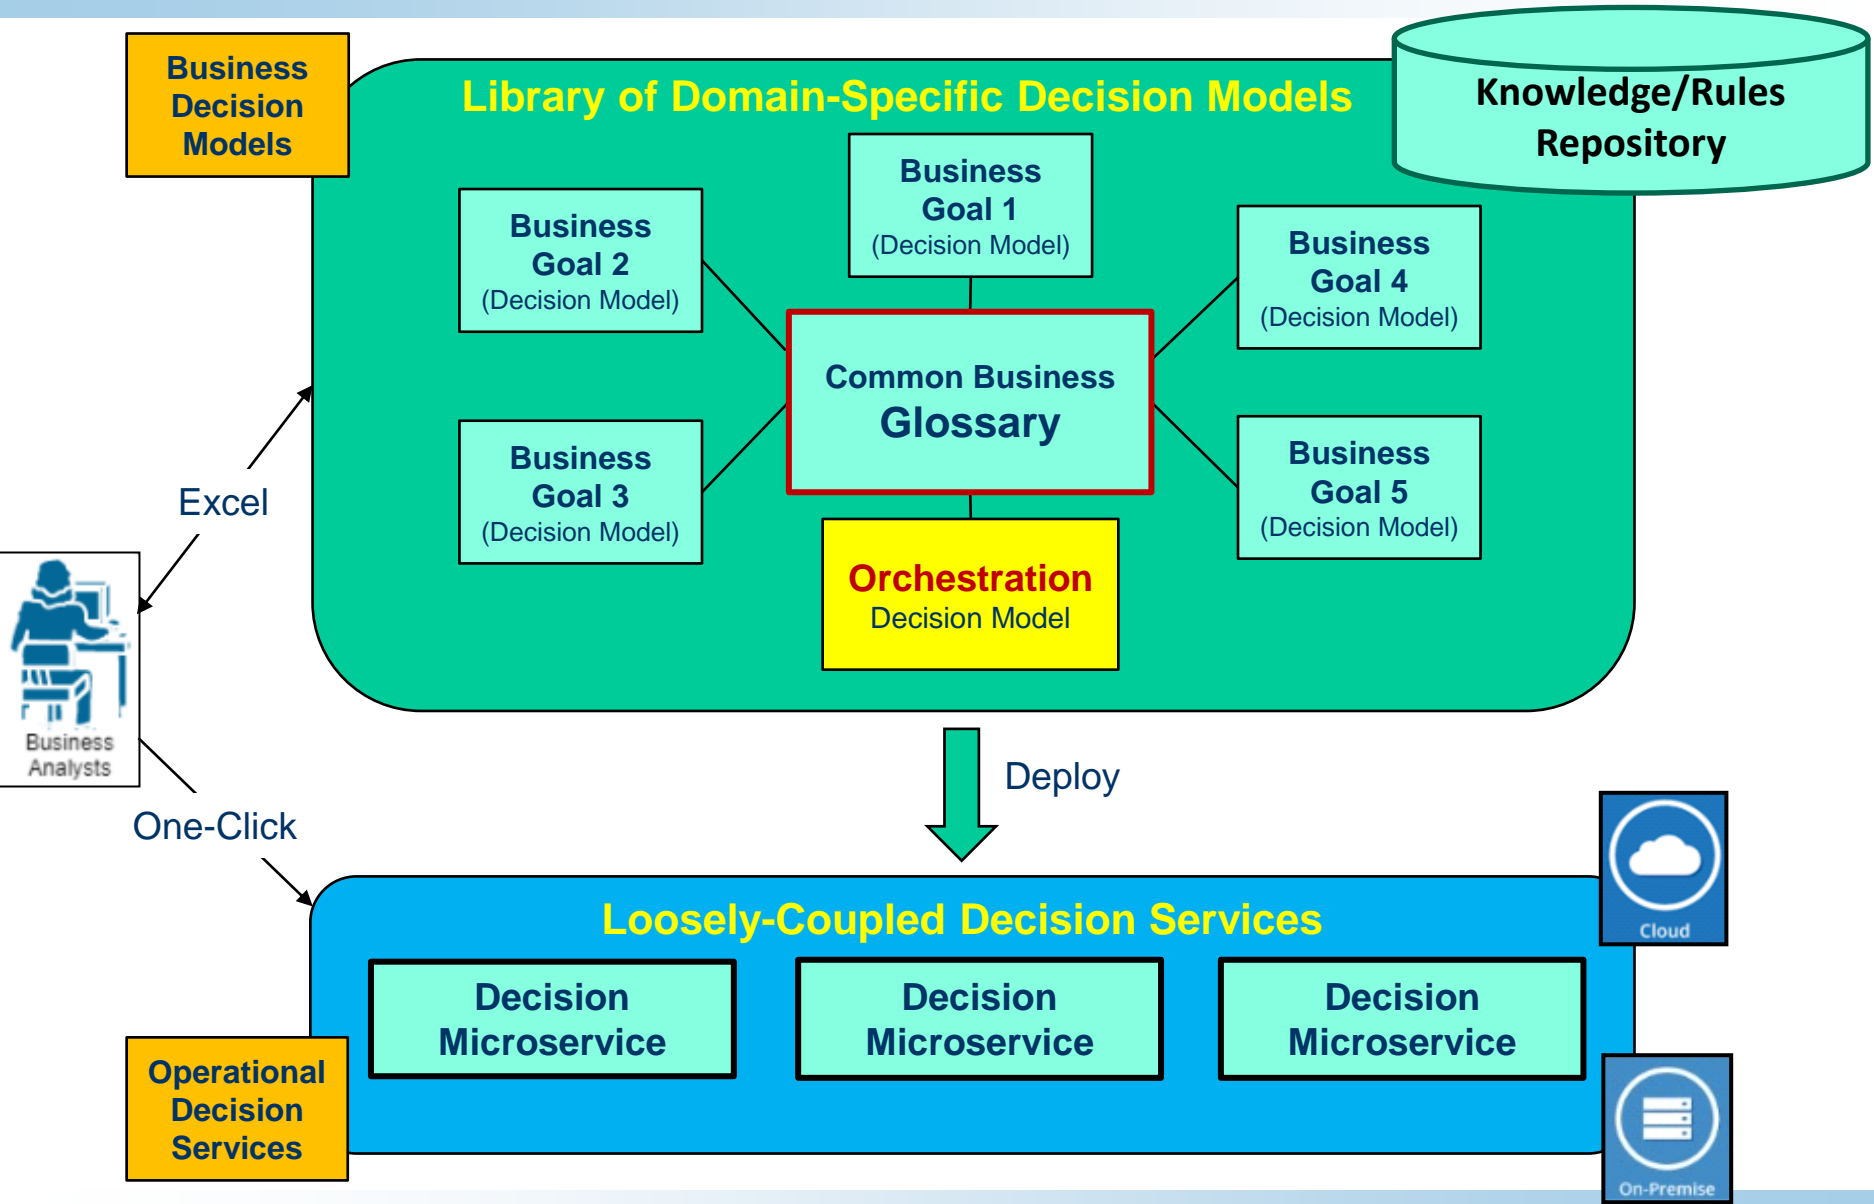 Business
Decision
Models
Library of Domain-Specific Decision Models
Knowledge/Rules
Repository
Business
Goal 1
(Decision Model)
Business
Goal 2
(Decision Model)
Business
Goal 4
(Decision Model)
Common Business
Glossary
Business
Goal 3
(Decision Model)
Business
Goal 5
(Decision Model)
Excel
Orchestration
Decision Model
Business
Analysts
Deploy
One-Click
Cloud
Loosely-Coupled Decision Services
Decision
Microservice
Decision
Microservice
Decision
Microservice
Operational
Decision
Services
On-Premise